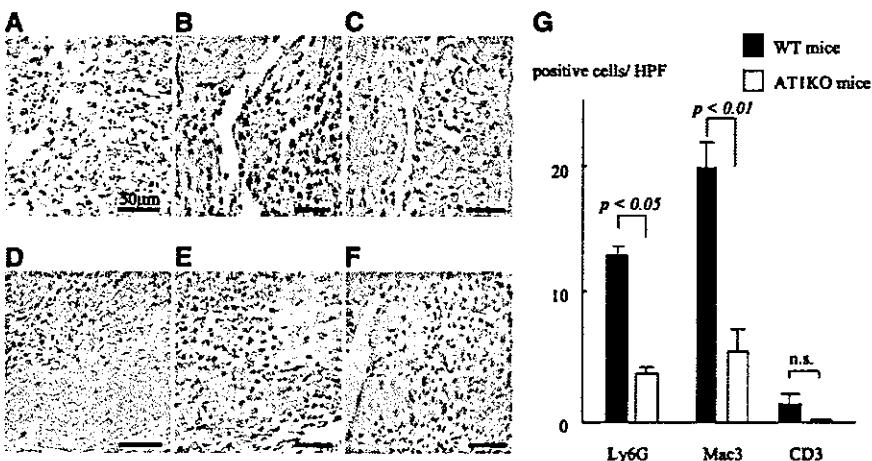 A
B
C
50μm
D
E
F
G
WT mice
AT1KO mice
positive cells/ HPF
p < 0.01
20
p < 0.05
10
n.s.
0
Ly6G
Mac3
CD3